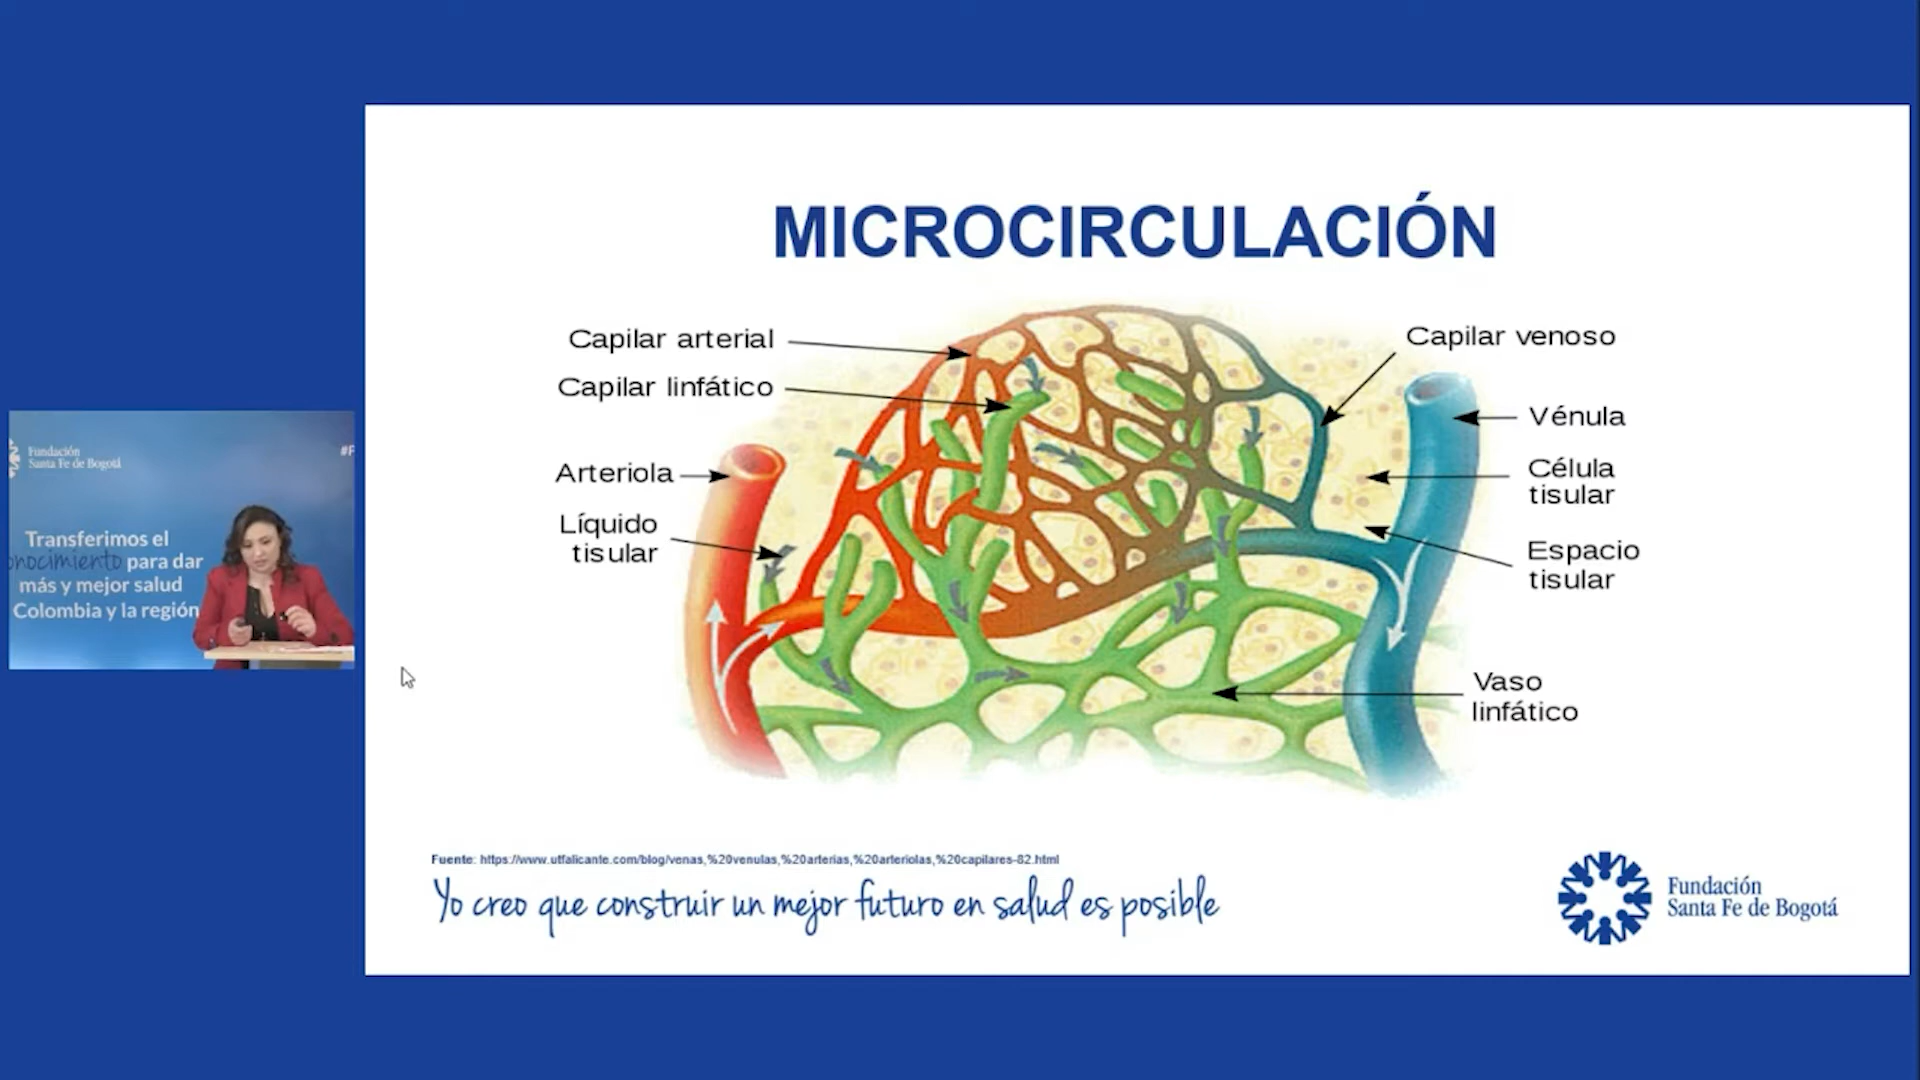 MICROCIRCULACIÓN
Capilar arterial
Capilar linfático
Arteriola
Líquido
tisular
Capilar venoso
Vénula
Célula
tisular
Espacio
tisular
Vaso
linfático
Fuente: https://www.utfalicante.com/blog/venas,%20venulas,%20arterias,%20arteriolas,%20capilares-82.html
Yo creo que construir un mejor futuro en salud es posible
Fundación
Santa Fe de Bogotá
Fundación
Santa Fe de Bogotá
#F
Transferimos el
onocimiento para dar
más y mejor salud
Colombia y la región